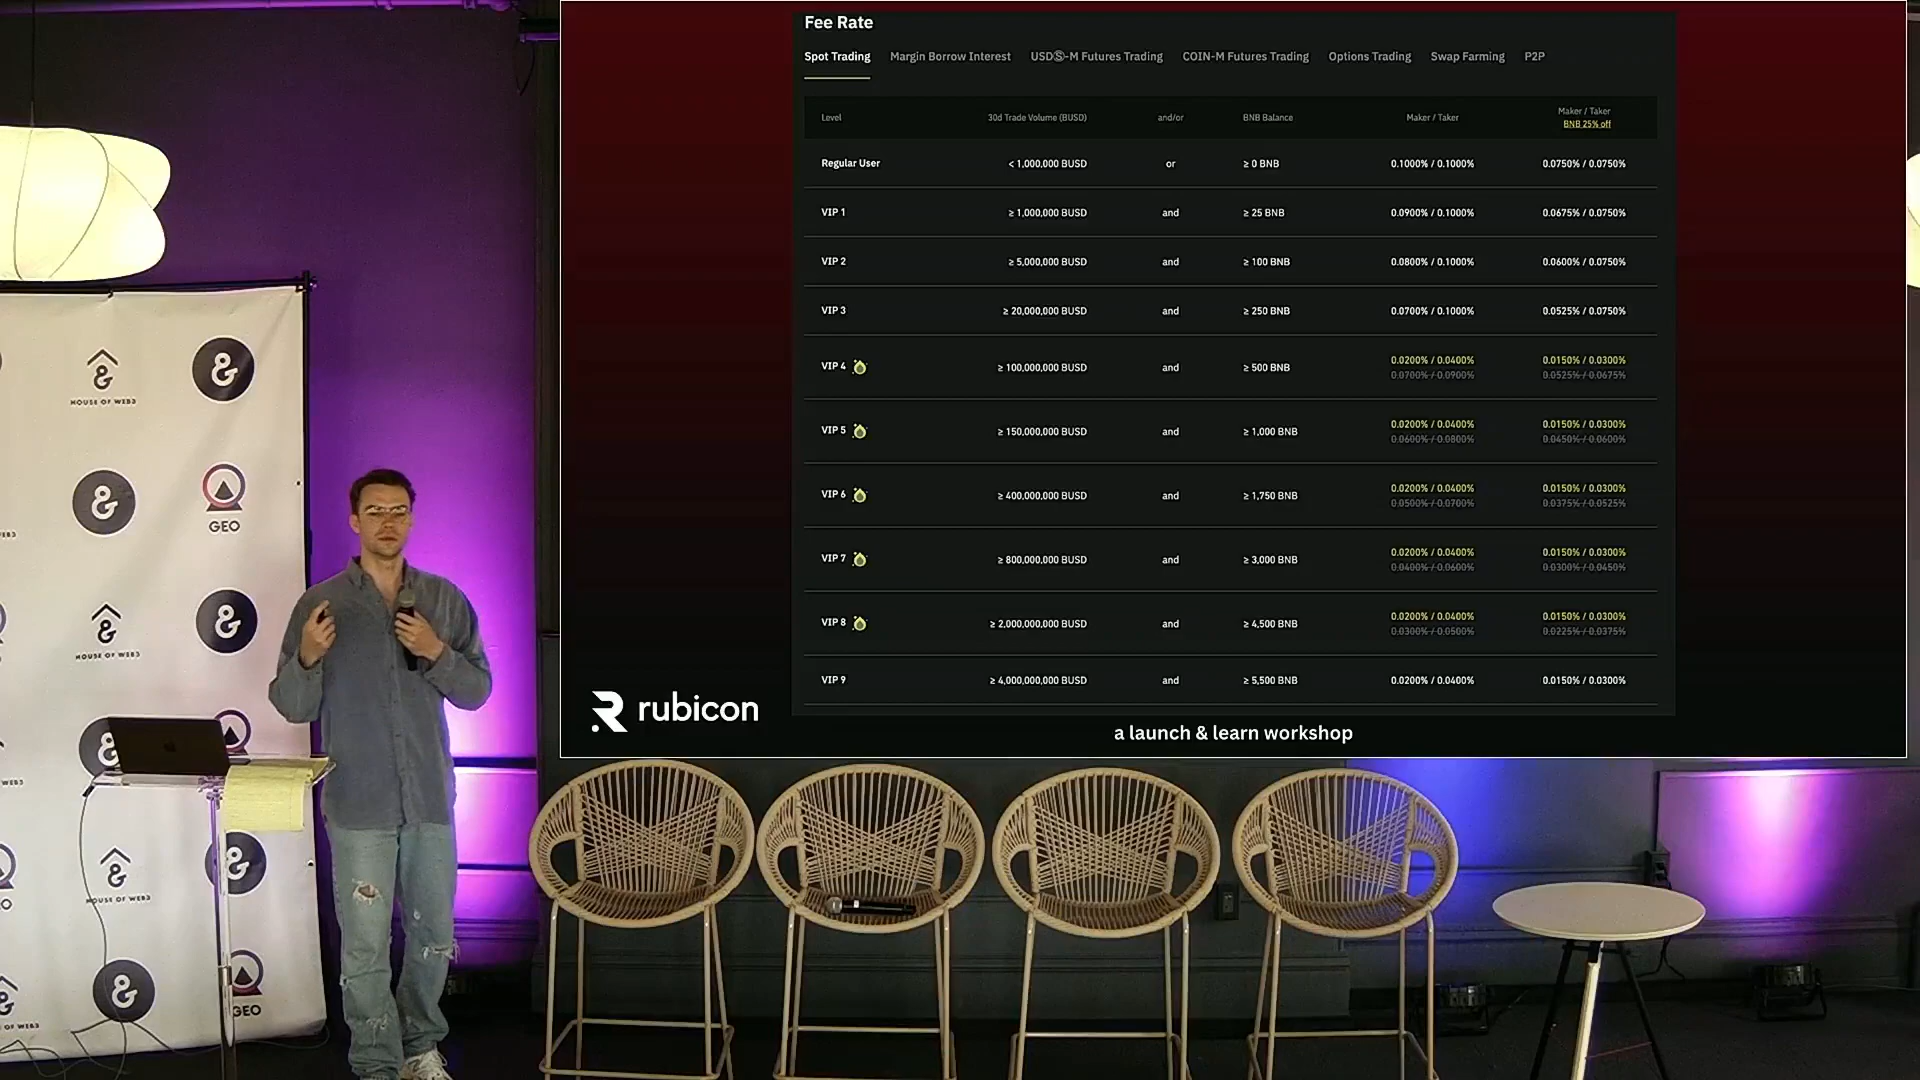 Fee Rate
Spot Trading Margin Borrow Interest USDⓈ-M Futures Trading COIN-M Futures Trading Options Trading Swap Farming P2P
Level 30d Trade Volume (BUSD) and/or BNB Balance Maker / Taker Maker / Taker
BNB 25% off
Regular User < 1,000,000 BUSD or ≥ 0 BNB 0.1000% / 0.1000% 0.0750% / 0.0750%
VIP 1 ≥ 1,000,000 BUSD and ≥ 25 BNB 0.0900% / 0.1000% 0.0675% / 0.0750%
VIP 2 ≥ 5,000,000 BUSD and ≥ 100 BNB 0.0800% / 0.1000% 0.0600% / 0.0750%
VIP 3 ≥ 20,000,000 BUSD and ≥ 250 BNB 0.0700% / 0.1000% 0.0525% / 0.0750%
VIP 4 ≥ 100,000,000 BUSD and ≥ 500 BNB 0.0200% / 0.0400% 0.0150% / 0.0300%
0.0700% / 0.0900% 0.0525% / 0.0675%
VIP 5 ≥ 150,000,000 BUSD and ≥ 1,000 BNB 0.0200% / 0.0400% 0.0150% / 0.0300%
0.0600% / 0.0800% 0.0450% / 0.0600%
VIP 6 ≥ 400,000,000 BUSD and ≥ 1,750 BNB 0.0200% / 0.0400% 0.0150% / 0.0300%
0.0500% / 0.0700% 0.0375% / 0.0525%
VIP 7 ≥ 800,000,000 BUSD and ≥ 3,000 BNB 0.0200% / 0.0400% 0.0150% / 0.0300%
0.0400% / 0.0600% 0.0300% / 0.0450%
VIP 8 ≥ 2,000,000,000 BUSD and ≥ 4,500 BNB 0.0200% / 0.0400% 0.0150% / 0.0300%
0.0300% / 0.0500% 0.0225% / 0.0375%
VIP 9 ≥ 4,000,000,000 BUSD and ≥ 5,500 BNB 0.0200% / 0.0400% 0.0150% / 0.0300%
rubicon
a launch & learn workshop
&
HOUSE OF WEB3
&
&
GEO
&
HOUSE OF WEB3
&
&
&
HOUSE OF WEB3
&
&
GEO